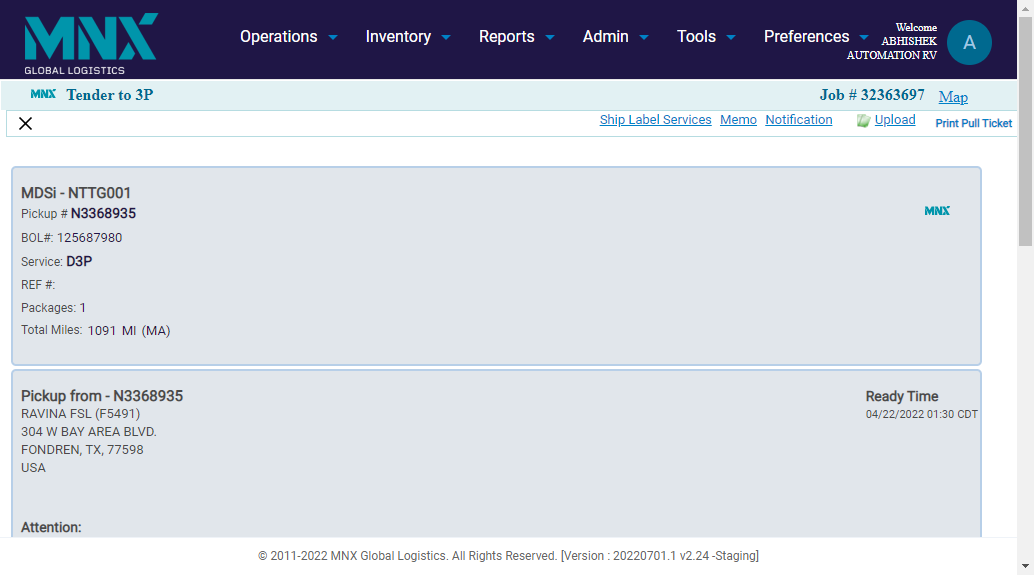 MNX
GLOBAL LOGISTICS
Operations Inventory Reports Admin Tools Preferences
Welcome
ABHISHEK
AUTOMATION RV
A
MNX Tender to 3P Job # 32363697 Map
Ship Label Services Memo Notification Upload Print Pull Ticket
MDSi - NTTG001
MNX
Pickup # N3368935
BOL#: 125687980
Service: D3P
REF #:
Packages: 1
Total Miles: 1091 MI (MA)
Pickup from - N3368935 Ready Time
RAVINA FSL (F5491) 04/22/2022 01:30 CDT
304 W BAY AREA BLVD.
FONDREN, TX, 77598
USA
Attention:
© 2011-2022 MNX Global Logistics. All Rights Reserved. [Version : 20220701.1 v2.24 -Staging]